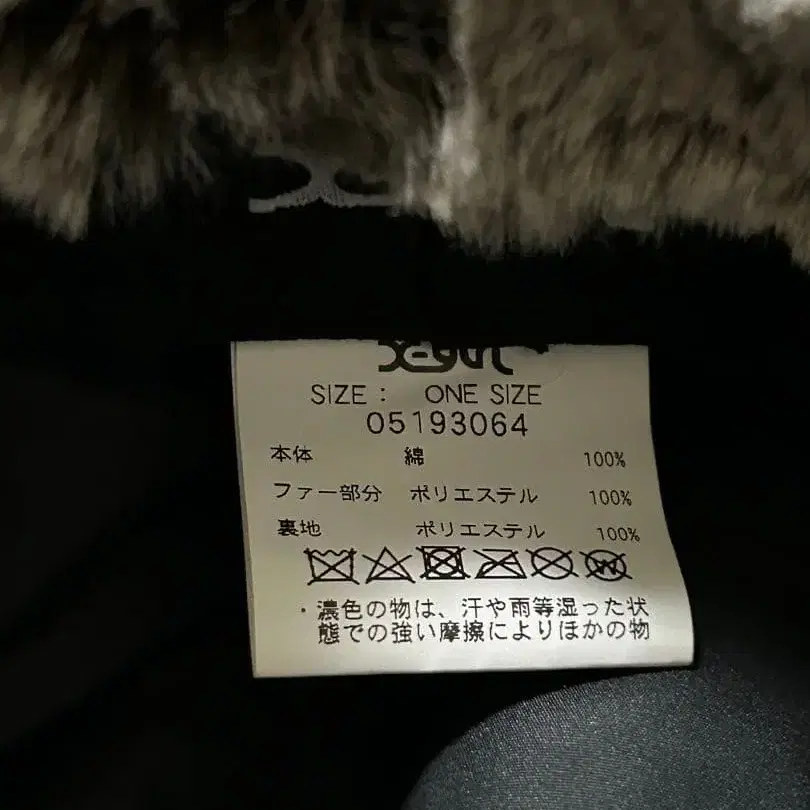 X-girl
SIZE : ONE SIZE
05193064
本体 綿 100%
ファー部分 ポリエステル 100%
裏地 ポリエステル 100%
・濃色の物は、汗や雨等湿った状
態での強い摩擦によりほかの物